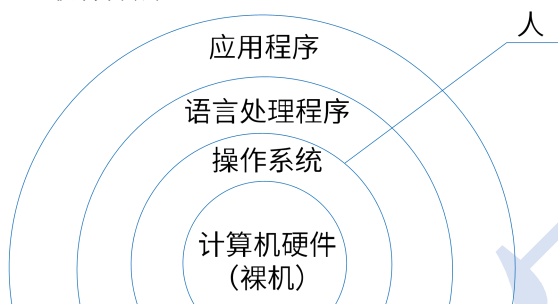 人
应用程序
语言处理程序
操作系统
计算机硬件
（裸机）